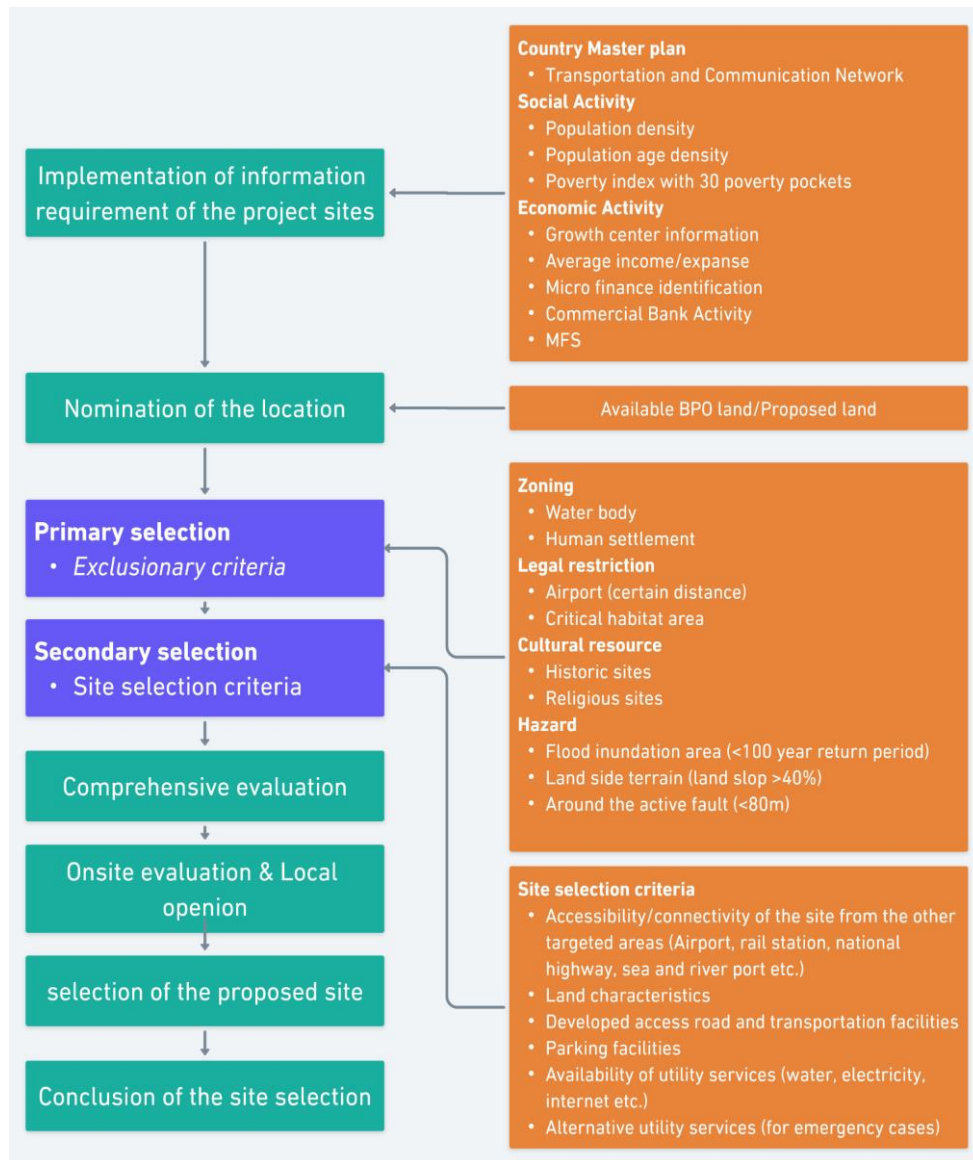 Implementation of information
requirement of the project sites
Country Master plan
• Transportation and Communication Network
Social Activity
• Population density
• Population age density
• Poverty index with 30 poverty pockets
Economic Activity
• Growth center information
• Average income/expanse
• Micro finance identification
• Commercial Bank Activity
• MFS
Nomination of the location
Available BPO land/Proposed land
Primary selection
• Exclusionary criteria
Zoning
• Water body
• Human settlement
Legal restriction
• Airport (certain distance)
• Critical habitat area
Cultural resource
• Historic sites
• Religious sites
Hazard
• Flood inundation area (<100 year return period)
• Land side terrain (land slop >40%)
• Around the active fault (<80m)
Secondary selection
• Site selection criteria
Site selection criteria
• Accessibility/connectivity of the site from the other
targeted areas (Airport, rail station, national
highway, sea and river port etc.)
• Land characteristics
• Developed access road and transportation facilities
• Parking facilities
• Availability of utility services (water, electricity,
internet etc.)
• Alternative utility services (for emergency cases)
Comprehensive evaluation
Onsite evaluation & Local
openion
selection of the proposed site
Conclusion of the site selection